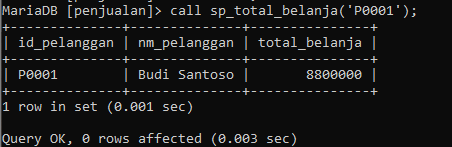 MariaDB [penjualan]> call sp_total_belanja('P0001');
+--------------+--------------+---------------+
| id_pelanggan | nm_pelanggan | total_belanja |
+--------------+--------------+---------------+
| P0001        | Budi Santoso |       8800000 |
+--------------+--------------+---------------+
1 row in set (0.001 sec)

Query OK, 0 rows affected (0.003 sec)